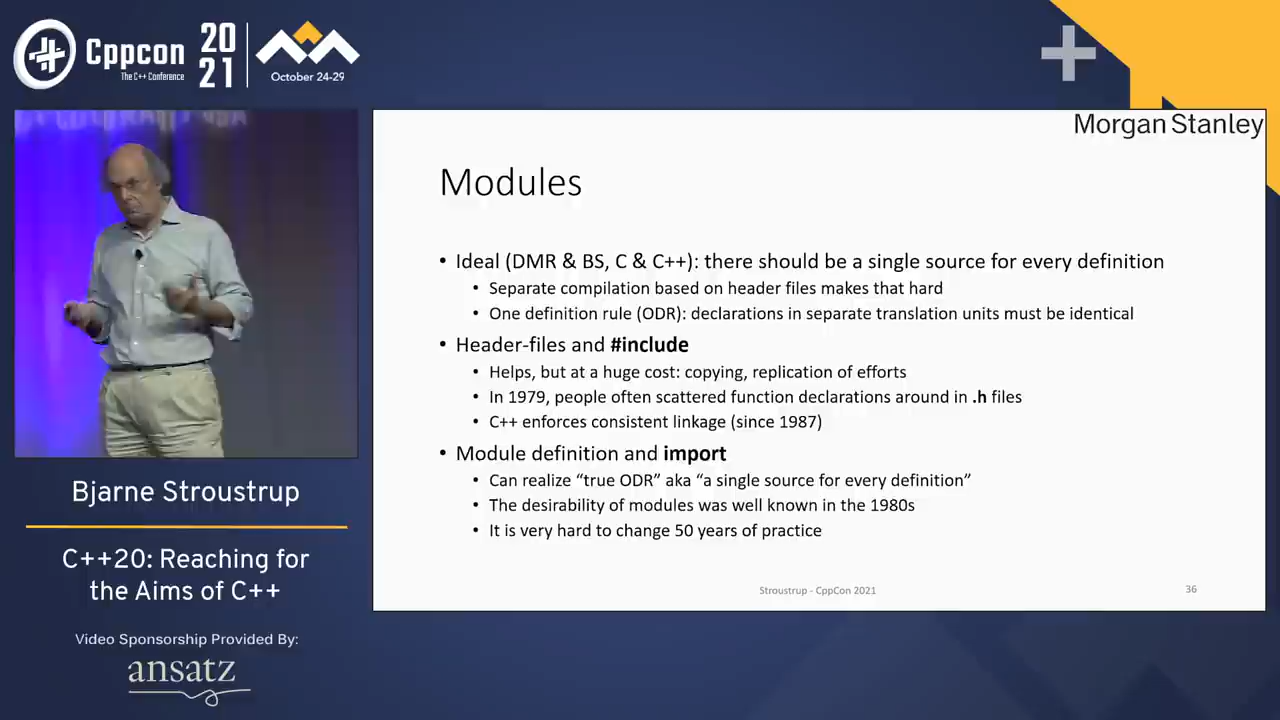 Cppcon
The C++ Conference
20
21
October 24-29
Morgan Stanley
Modules
• Ideal (DMR & BS, C & C++): there should be a single source for every definition
• Separate compilation based on header files makes that hard
• One definition rule (ODR): declarations in separate translation units must be identical
• Header-files and #include
• Helps, but at a huge cost: copying, replication of efforts
• In 1979, people often scattered function declarations around in .h files
• C++ enforces consistent linkage (since 1987)
• Module definition and import
• Can realize “true ODR” aka “a single source for every definition”
• The desirability of modules was well known in the 1980s
• It is very hard to change 50 years of practice
Stroustrup - CppCon 2021
36
Bjarne Stroustrup
C++20: Reaching for
the Aims of C++
Video Sponsorship Provided By:
ansatz